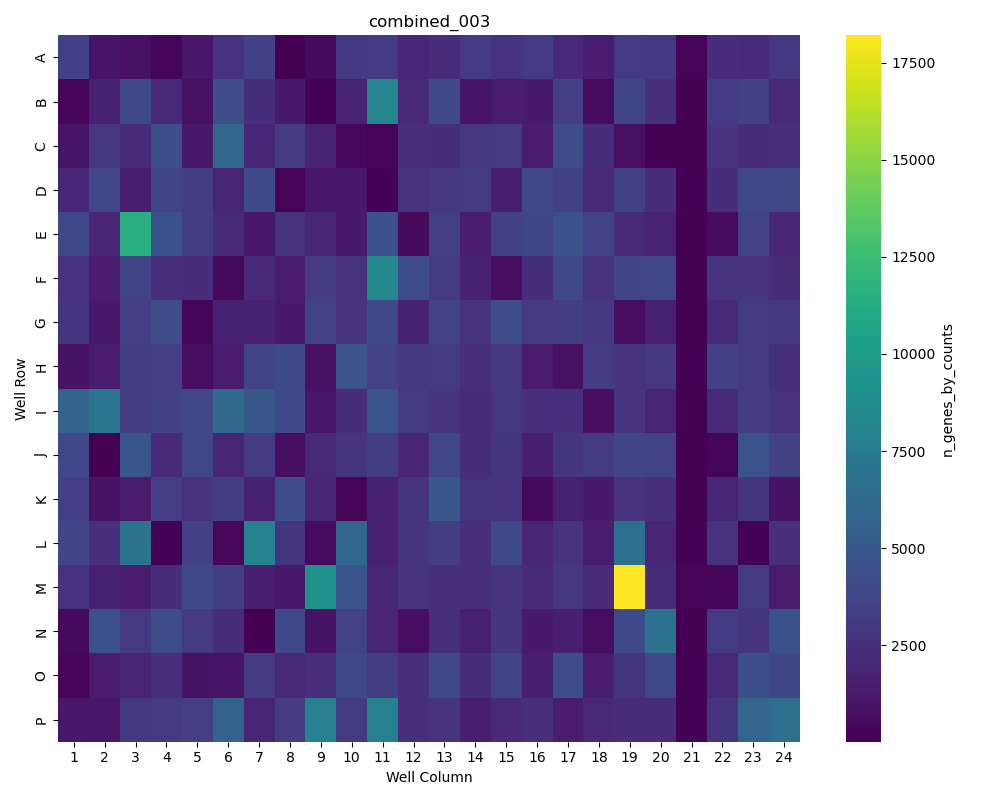 combined_003
Well Row
A
B
C
D
E
F
G
H
I
J
K
L
M
N
O
P
1 2 3 4 5 6 7 8 9 10 11 12 13 14 15 16 17 18 19 20 21 22 23 24
Well Column
17500
15000
12500
10000
7500
5000
2500
n_genes_by_counts